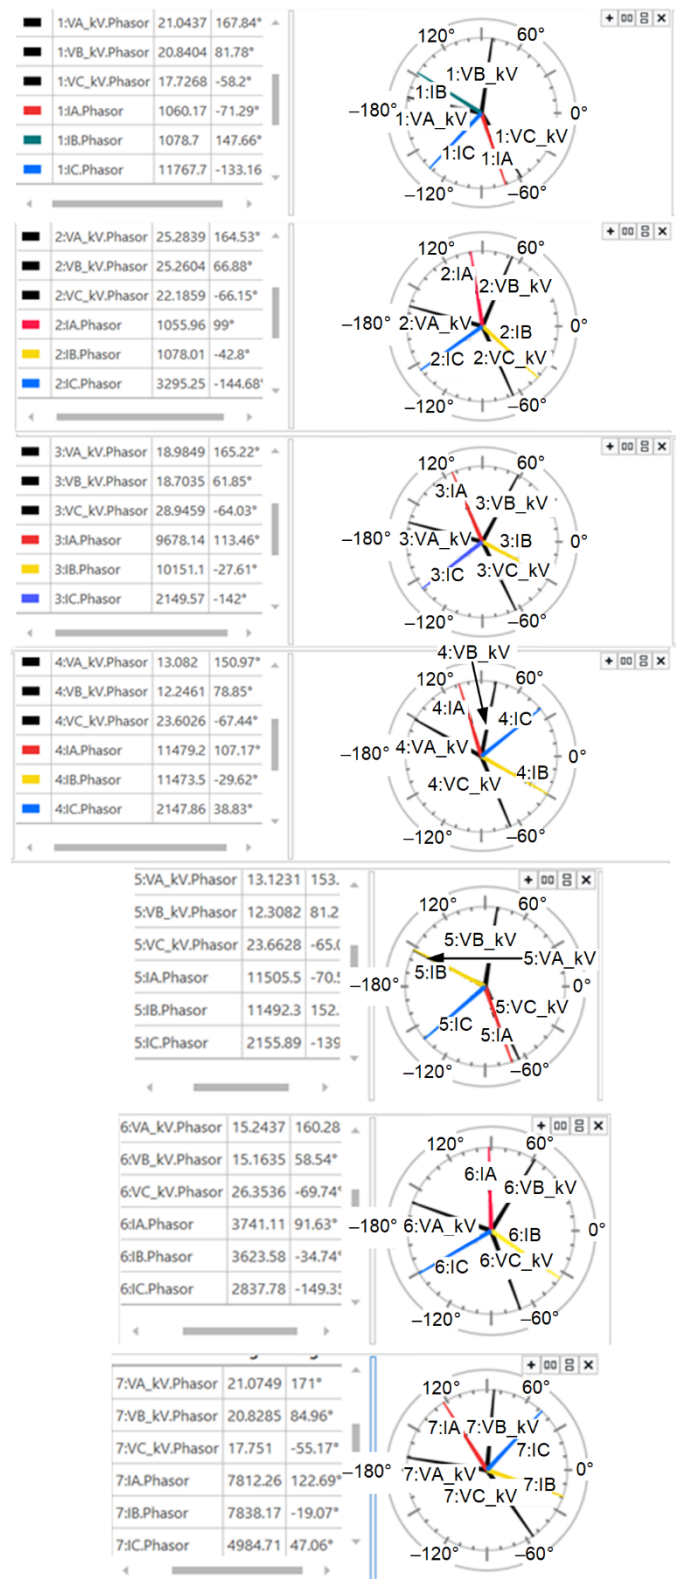 1:VA_kV.Phasor 21.0437 167.84°
1:VB_kV.Phasor 20.8404 81.78°
1:VC_kV.Phasor 17.7268 -58.2°
1:IA.Phasor 1060.17 -71.29°
1:IB.Phasor 1078.7 147.66°
1:IC.Phasor 11767.7 -133.16
120° 60°
1:VB_kV
1:IB
–180° 0°
1:VA_kV
1:VC_kV
1:IC 1:IA
–120° –60°
2:VA_kV.Phasor 25.2839 164.53°
2:VB_kV.Phasor 25.2604 66.88°
2:VC_kV.Phasor 22.1859 -66.15°
2:IA.Phasor 1055.96 99°
2:IB.Phasor 1078.01 -42.8°
2:IC.Phasor 3295.25 -144.68°
120° 60°
2:IA 2:VB_kV
–180° 2:VA_kV 0°
2:IB
2:IC 2:VC_kV
–120° –60°
3:VA_kV.Phasor 18.9849 165.22°
3:VB_kV.Phasor 18.7035 61.85°
3:VC_kV.Phasor 28.9459 -64.03°
3:IA.Phasor 9678.14 113.46°
3:IB.Phasor 10151.1 -27.61°
3:IC.Phasor 2149.57 -142°
120° 60°
3:IA 3:VB_kV
–180° 3:VA_kV 3:IB 0°
3:IC 3:VC_kV
–120° –60°
4:VA_kV.Phasor 13.082 150.97°
4:VB_kV.Phasor 12.2461 78.85°
4:VC_kV.Phasor 23.6026 -67.44°
4:IA.Phasor 11479.2 107.17°
4:IB.Phasor 11473.5 -29.62°
4:IC.Phasor 2147.86 38.83°
4:VB_kV
120° 60°
4:IA 4:IC
–180° 4:VA_kV 0°
4:IB
4:VC_kV
–120° –60°
5:VA_kV.Phasor 13.1231 153.
5:VB_kV.Phasor 12.3082 81.2
5:VC_kV.Phasor 23.6628 -65.0
5:IA.Phasor 11505.5 -70.5
5:IB.Phasor 11492.3 152.
5:IC.Phasor 2155.89 -139
120° 60°
5:VB_kV
5:VA_kV
5:IB
–180° 0°
5:VC_kV
5:IC 5:IA
–120° –60°
6:VA_kV.Phasor 15.2437 160.28
6:VB_kV.Phasor 15.1635 58.54°
6:VC_kV.Phasor 26.3536 -69.74°
6:IA.Phasor 3741.11 91.63°
6:IB.Phasor 3623.58 -34.74°
6:IC.Phasor 2837.78 -149.35
120° 60°
6:IA 6:VB_kV
–180° 6:VA_kV 0°
6:IB
6:IC 6:VC_kV
–120° –60°
7:VA_kV.Phasor 21.0749 171°
7:VB_kV.Phasor 20.8285 84.96°
7:VC_kV.Phasor 17.751 -55.17°
7:IA.Phasor 7812.26 122.69°
7:IB.Phasor 7838.17 -19.07°
7:IC.Phasor 4984.71 47.06°
120° 60°
7:IA 7:VB_kV
7:IC
–180° 7:VA_kV 0°
7:VC_kV 7:IB
–120° –60°